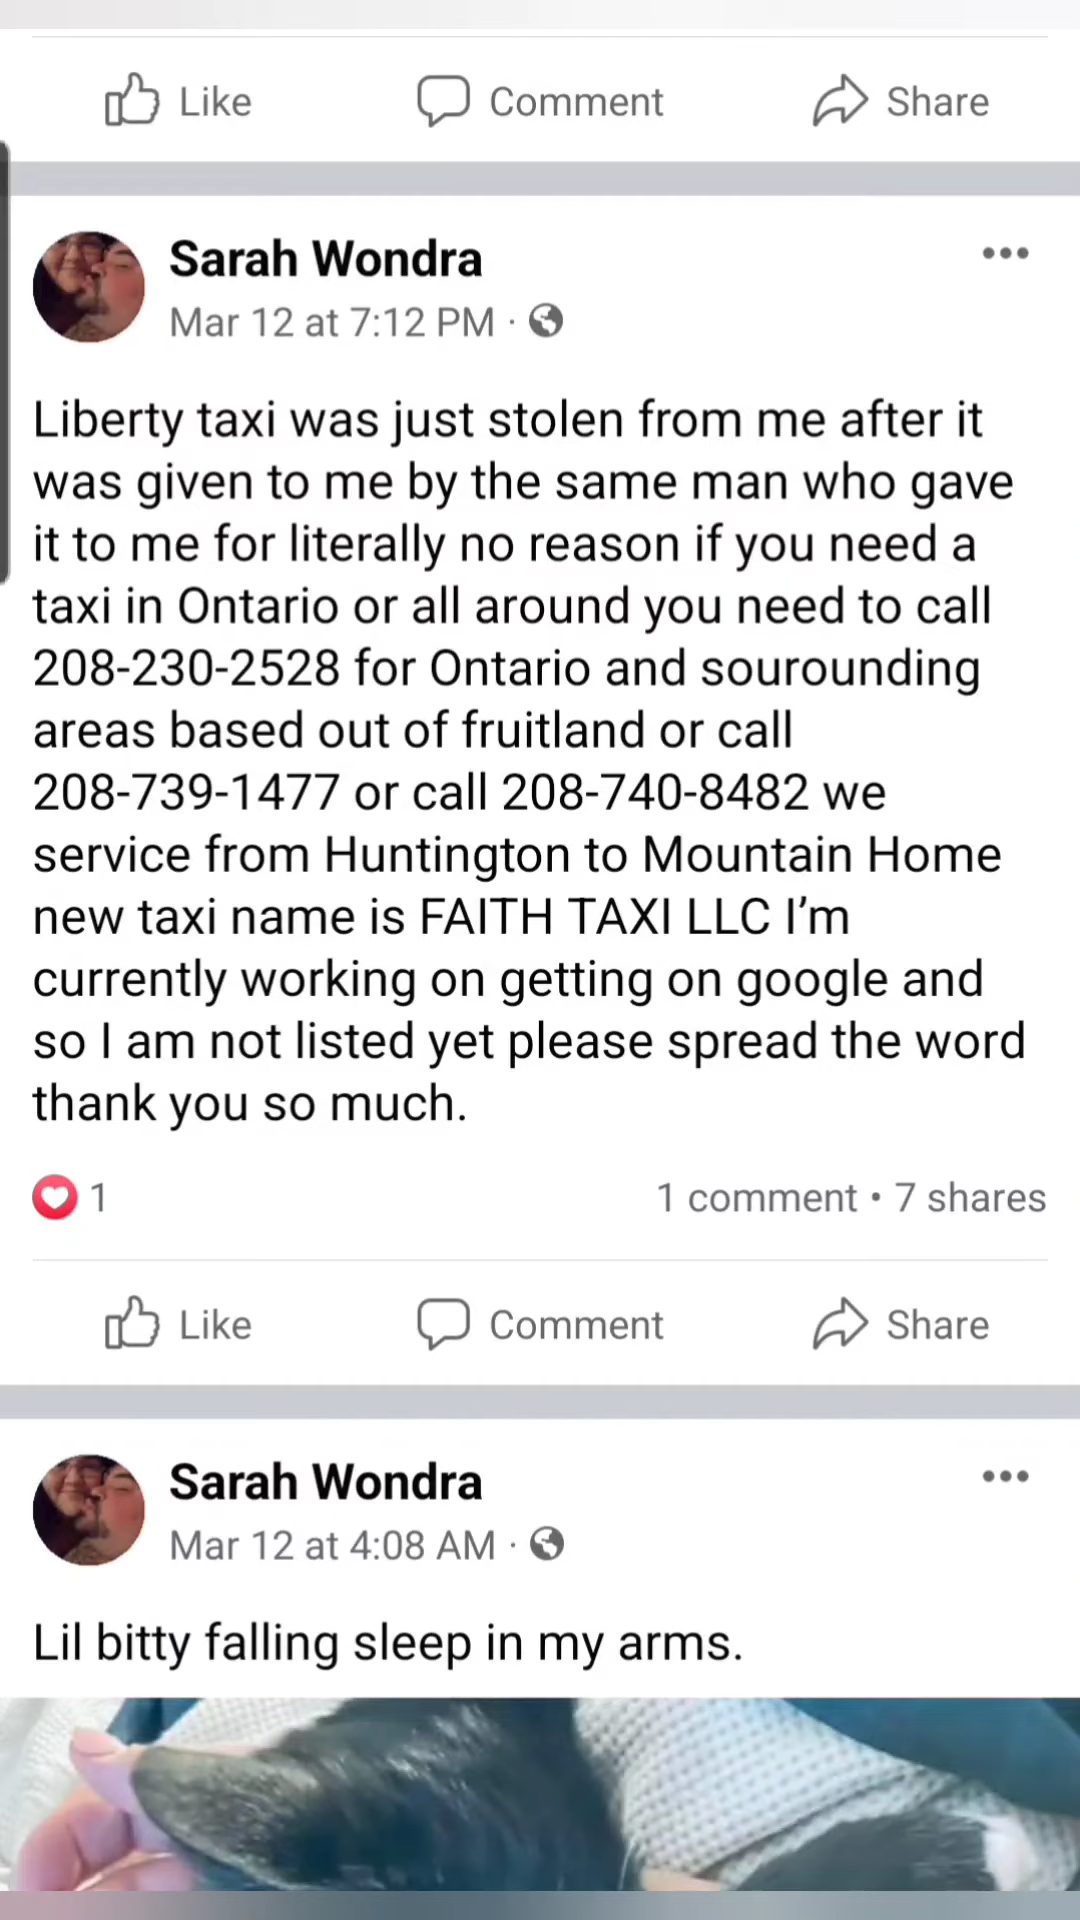 Like Comment Share
Sarah Wondra
Mar 12 at 7:12 PM ·
Liberty taxi was just stolen from me after it
was given to me by the same man who gave
it to me for literally no reason if you need a
taxi in Ontario or all around you need to call
208-230-2528 for Ontario and sourounding
areas based out of fruitland or call
208-739-1477 or call 208-740-8482 we
service from Huntington to Mountain Home
new taxi name is FAITH TAXI LLC I’m
currently working on getting on google and
so I am not listed yet please spread the word
thank you so much.
1 1 comment • 7 shares
Like Comment Share
Sarah Wondra
Mar 12 at 4:08 AM ·
Lil bitty falling sleep in my arms.